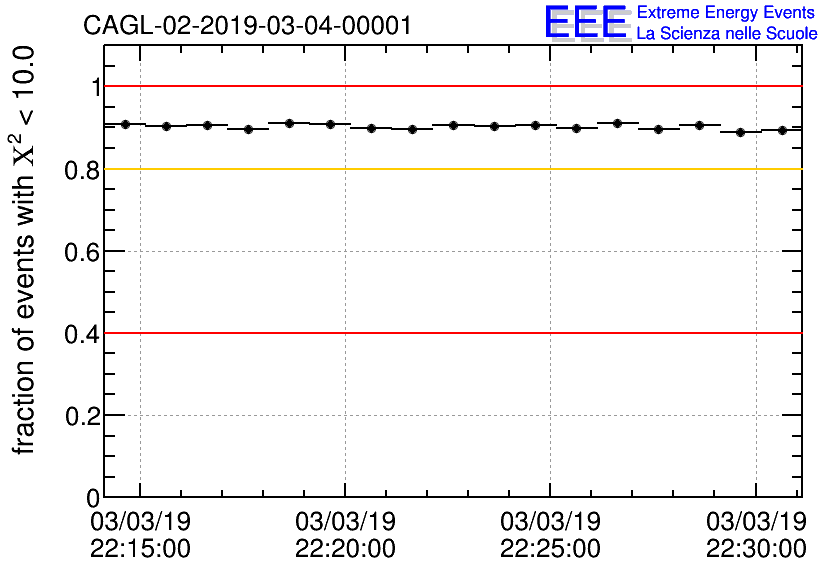 CAGL-02-2019-03-04-00001
EEE
Extreme Energy Events
La Scienza nelle Scuole
fraction of events with X² < 10.0
1
0.8
0.6
0.4
0.2
0
03/03/19 03/03/19 03/03/19 03/03/19
22:15:00 22:20:00 22:25:00 22:30:00